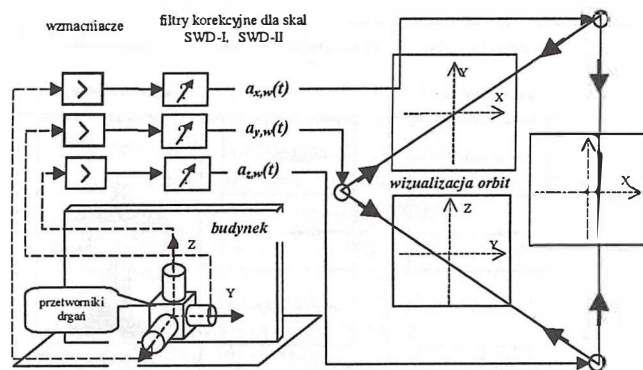 wzmacniacze
filtry korekcyjne dla skal
SWD-I, SWD-II
> a_{x,w}(t)
> a_{y,w}(t)
> a_{z,w}(t)
Y
X
wizualizacja orbit
X
Z
Y
budynek
Z
Y
przetworniki
drgań